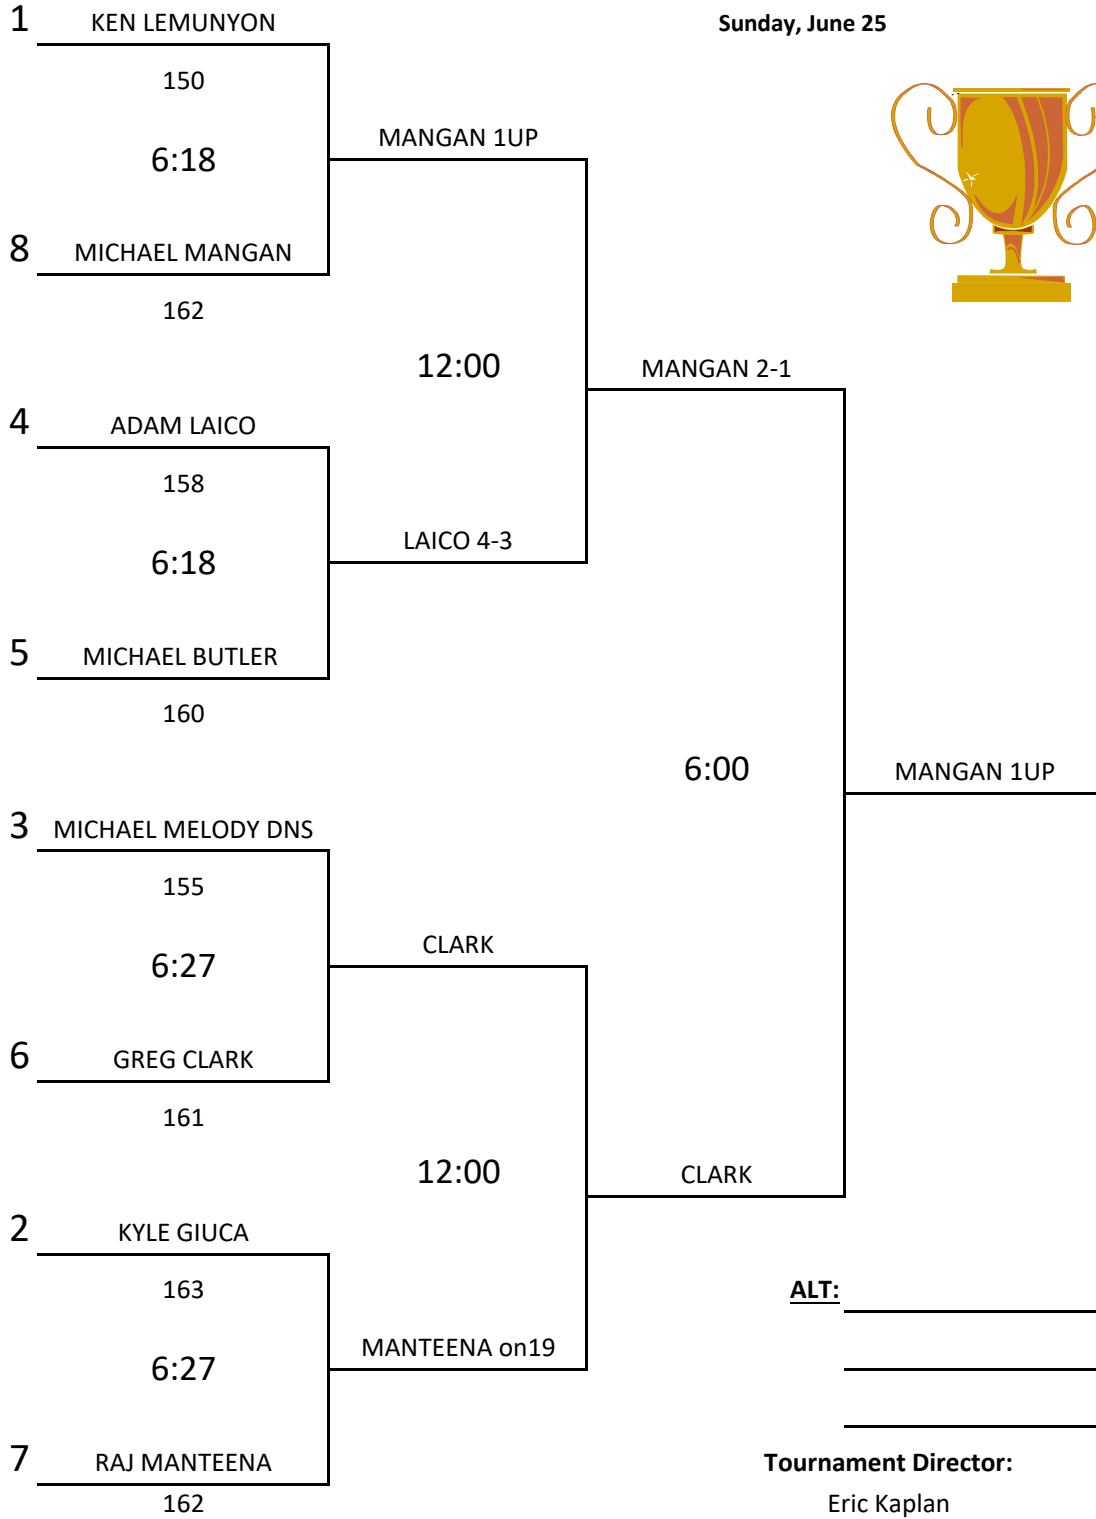 1 KEN LEMUNYON
Sunday, June 25
150
6:18
MANGAN 1UP
8 MICHAEL MANGAN
162
12:00
MANGAN 2-1
4 ADAM LAICO
158
6:18
LAICO 4-3
5 MICHAEL BUTLER
160
6:00
MANGAN 1UP
3 MICHAEL MELODY DNS
155
6:27
CLARK
6 GREG CLARK
161
12:00
CLARK
2 KYLE GIUCA
163
ALT:
6:27
MANTEENA on19
7 RAJ MANTEENA
162
Tournament Director:
Eric Kaplan